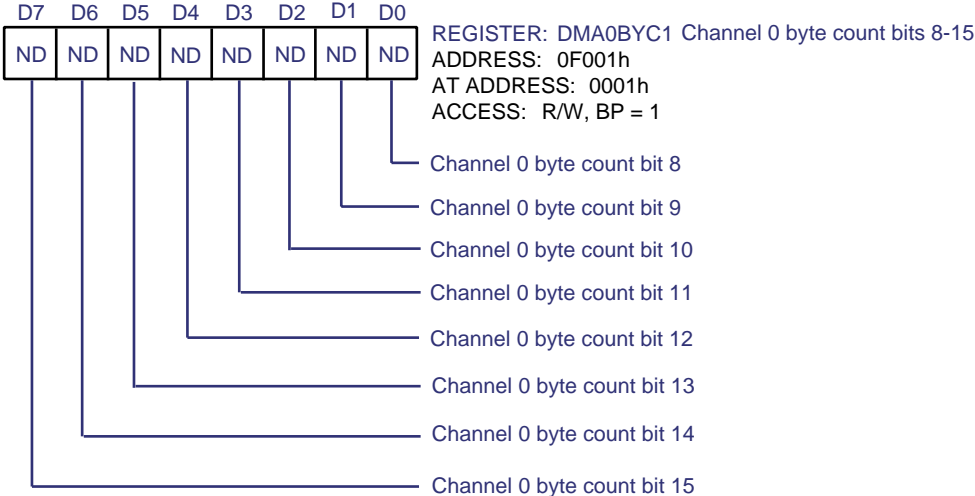 D7 D6 D5 D4 D3 D2 D1 D0
ND ND ND ND ND ND ND ND
REGISTER: DMA0BYC1 Channel 0 byte count bits 8-15
ADDRESS: 0F001h
AT ADDRESS: 0001h
ACCESS: R/W, BP = 1
Channel 0 byte count bit 8
Channel 0 byte count bit 9
Channel 0 byte count bit 10
Channel 0 byte count bit 11
Channel 0 byte count bit 12
Channel 0 byte count bit 13
Channel 0 byte count bit 14
Channel 0 byte count bit 15